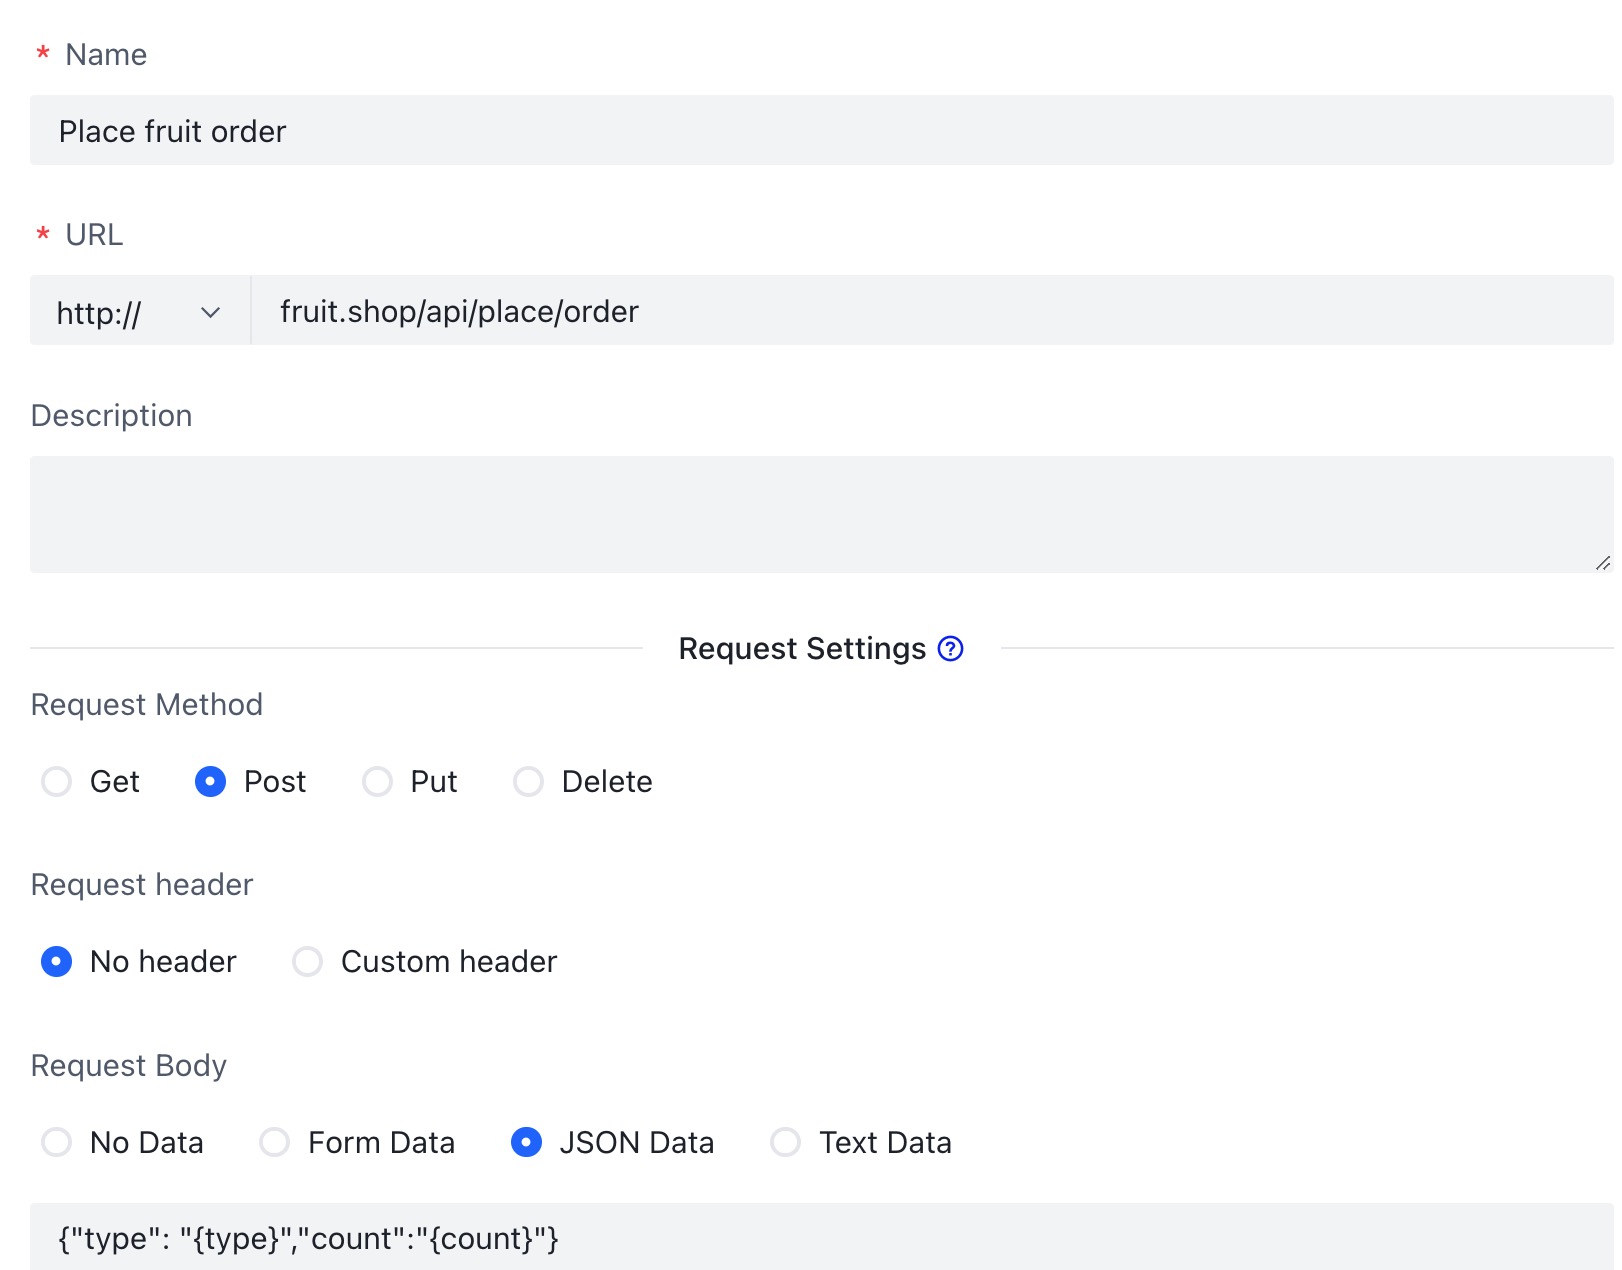 * Name
Place fruit order
* URL
http:// fruit.shop/api/place/order
Description
Request Settings ?
Request Method
Get Post Put Delete
Request header
No header Custom header
Request Body
No Data Form Data JSON Data Text Data
{"type": "{type}","count":"{count}"}